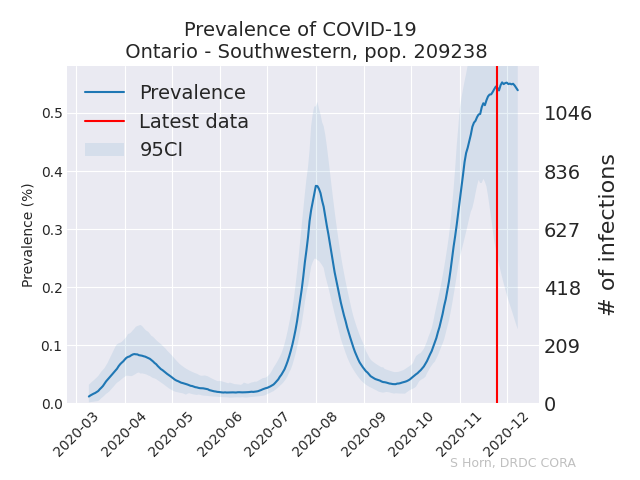 Prevalence of COVID-19
Ontario - Southwestern, pop. 209238
Prevalence
Latest data
95CI
Prevalence (%)
0.5
0.4
0.3
0.2
0.1
0.0
1046
836
627
418
209
0
# of infections
2020-03
2020-04
2020-05
2020-06
2020-07
2020-08
2020-09
2020-10
2020-11
2020-12
S Horn, DRDC CORA